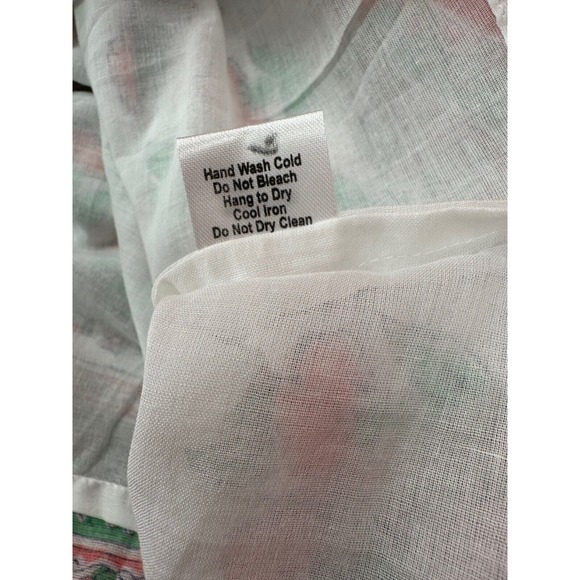 Hand Wash Cold
Do Not Bleach
Hang to Dry
Cool Iron
Do Not Dry Clean